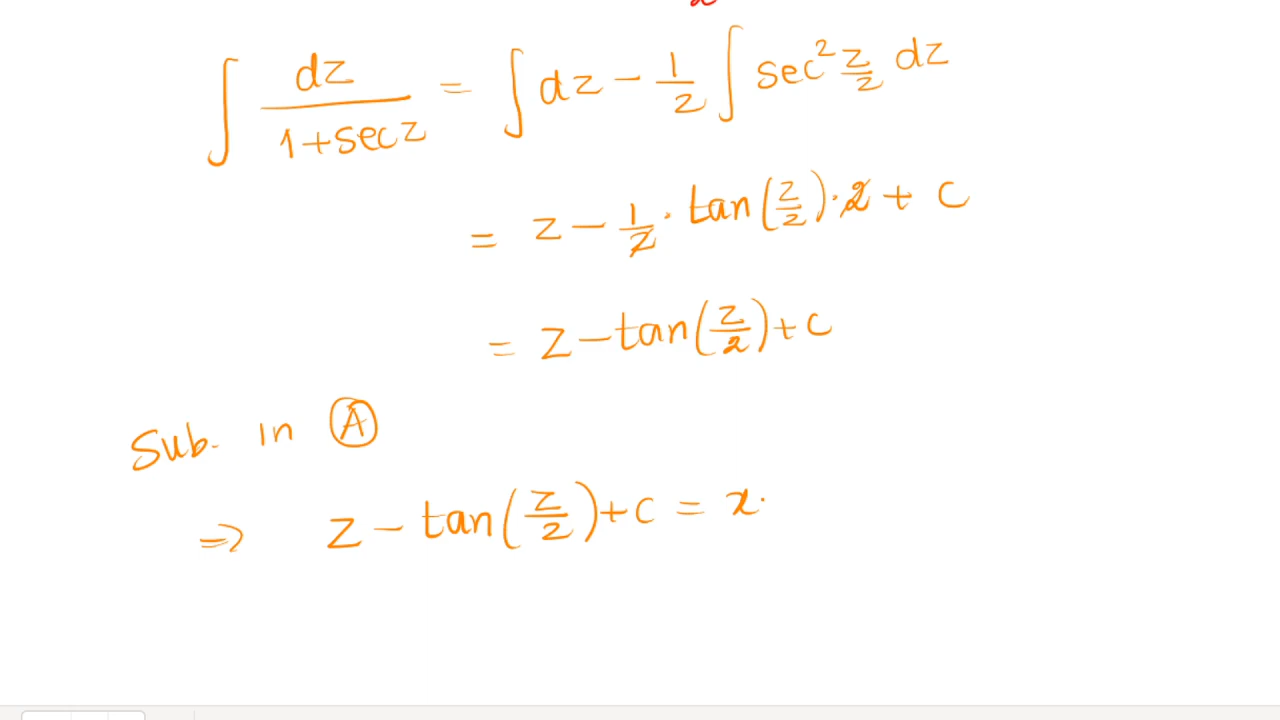 ∫ dz/(1+sec z) = ∫ dz − 1/2 ∫ sec² z/2 dz
= z − 1/2 · tan(z/2) · 2 + c
= z − tan(z/2) + c
Sub. in Ⓐ
⇒ z − tan(z/2) + c = x.